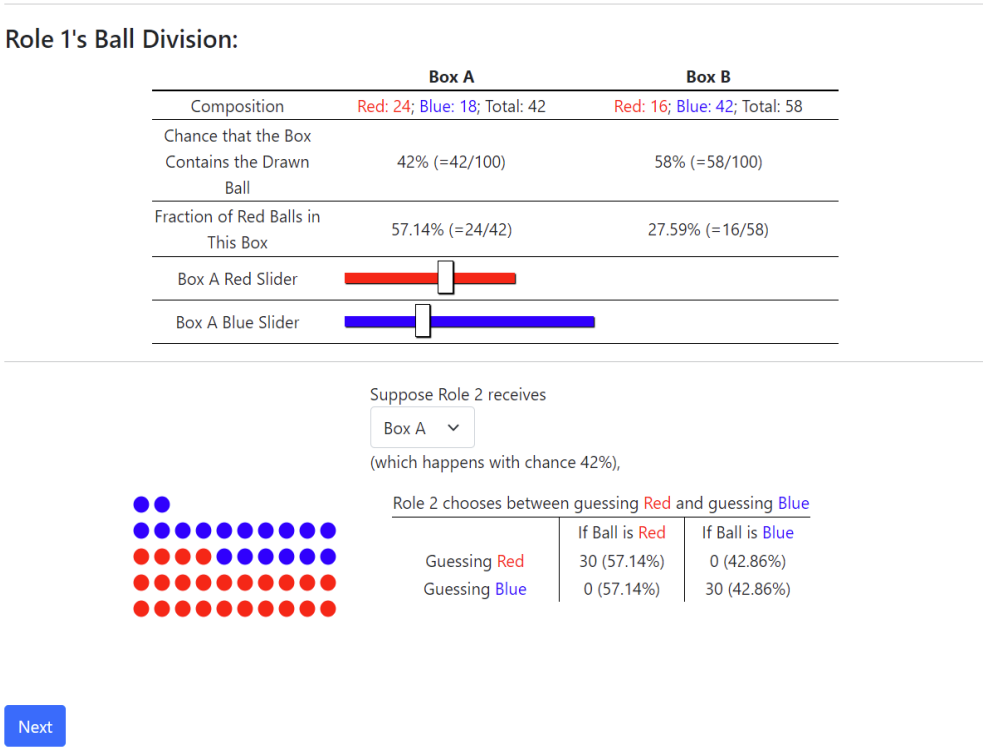 Role 1's Ball Division:
Box A Box B
Composition Red: 24; Blue: 18; Total: 42 Red: 16; Blue: 42; Total: 58
Chance that the Box
Contains the Drawn 42% (=42/100) 58% (=58/100)
Ball
Fraction of Red Balls in
This Box 57.14% (=24/42) 27.59% (=16/58)
Box A Red Slider
Box A Blue Slider
Suppose Role 2 receives
Box A
(which happens with chance 42%),
Role 2 chooses between guessing Red and guessing Blue
If Ball is Red If Ball is Blue
Guessing Red 30 (57.14%) 0 (42.86%)
Guessing Blue 0 (57.14%) 30 (42.86%)
Next